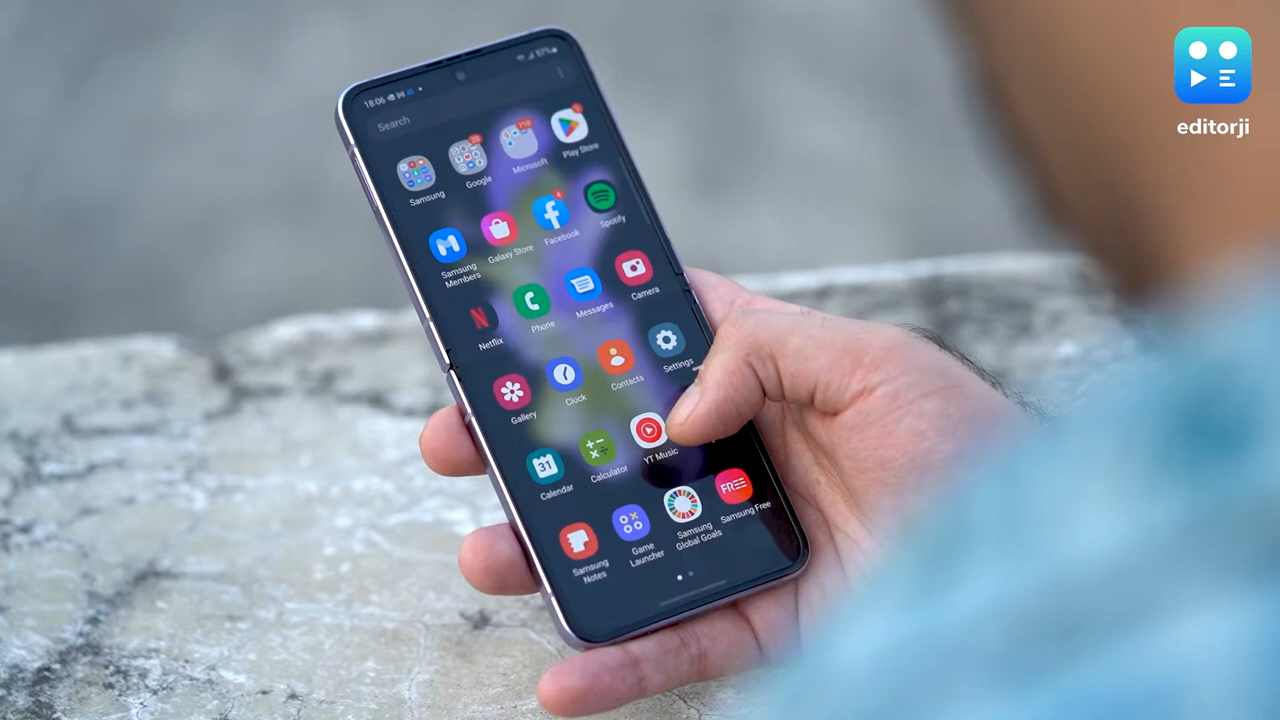 editorji
18:06
57%
Search
Samsung
Google
Microsoft
Play Store
Samsung
Members
Galaxy Store
Facebook
Spotify
Netflix
Phone
Messages
Camera
Gallery
Clock
Contacts
Settings
31
Calendar
Calculator
YT Music
FREE
Samsung
Notes
Game
Launcher
Samsung
Global Goals
Samsung Free